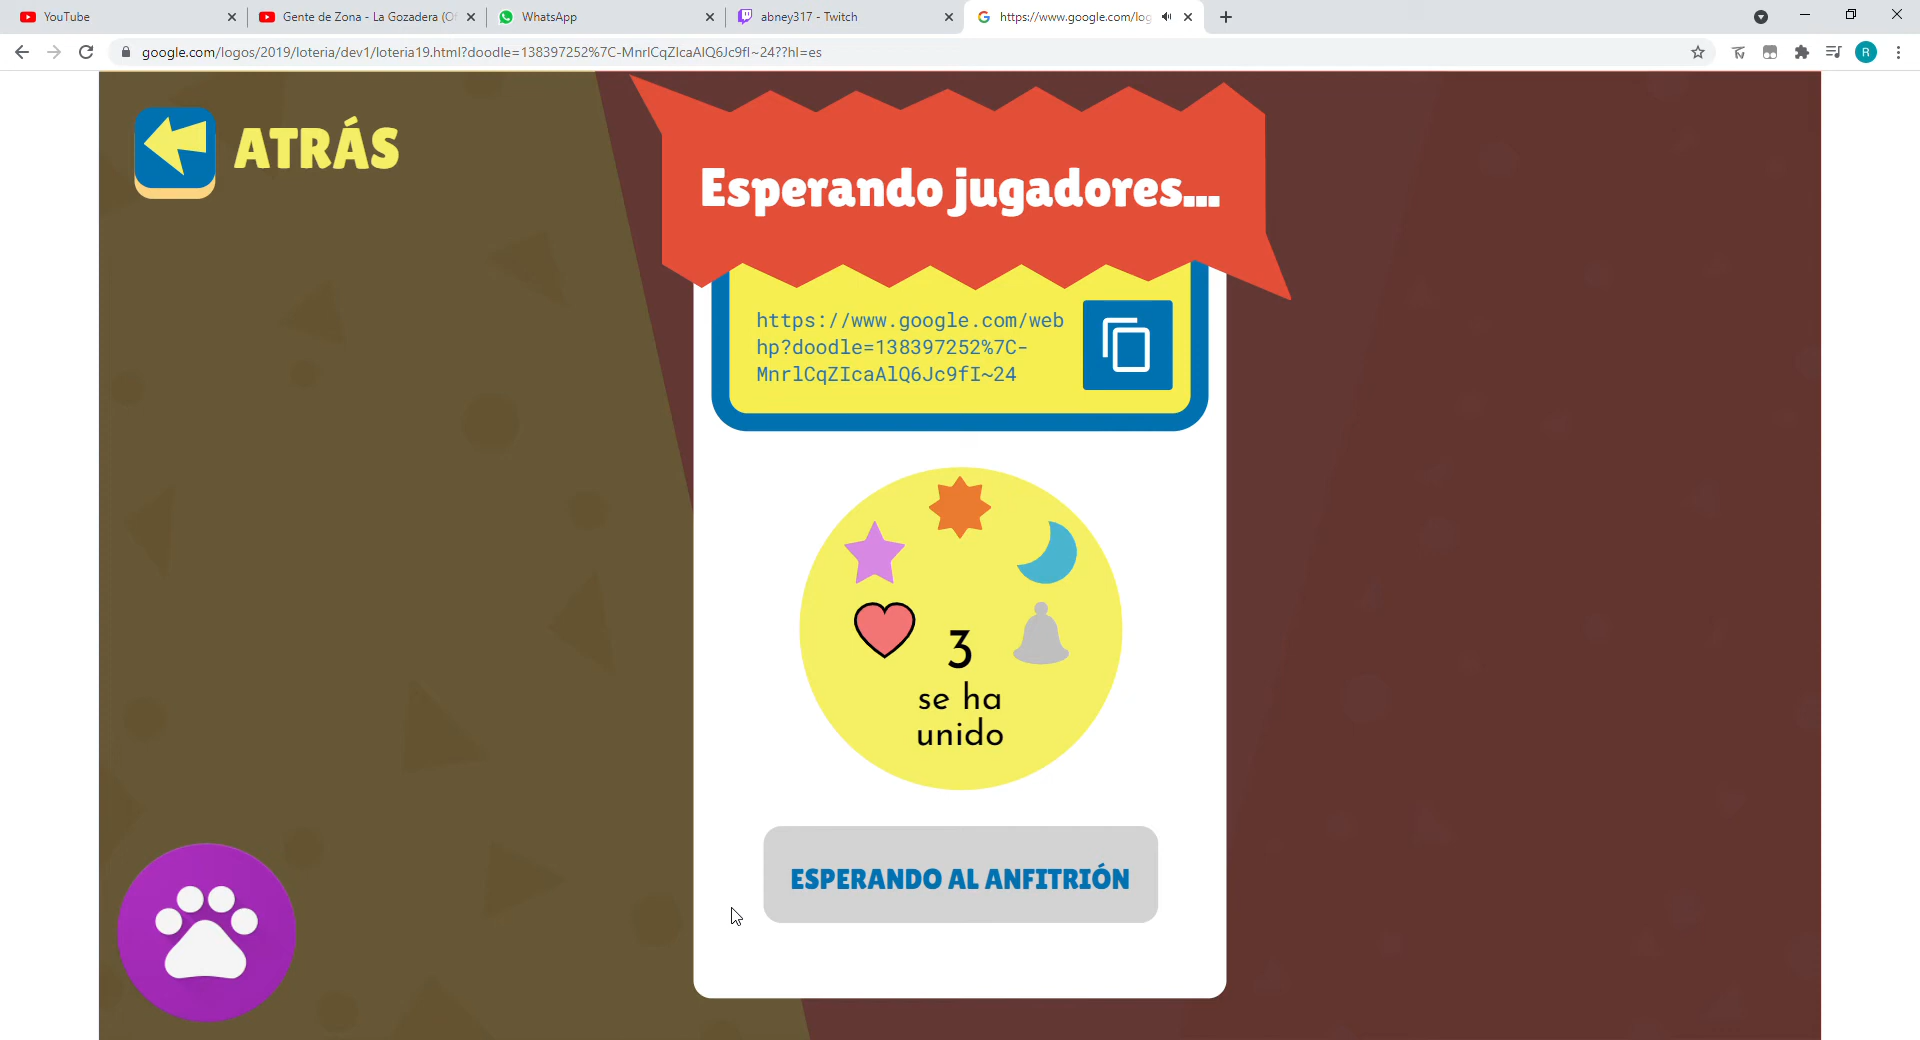 YouTube
Gente de Zona - La Gozadera (Of
WhatsApp
abney317 - Twitch
https://www.google.com/log
google.com/logos/2019/loteria/dev1/loteria19.html?doodle=138397252%7C-MnrlCqZIcaAlQ6Jc9fI~24??hl=es
R
ATRÁS
Esperando jugadores...
https://www.google.com/web
hp?doodle=138397252%7C-
MnrlCqZIcaAlQ6Jc9fI~24
3
se ha
unido
ESPERANDO AL ANFITRIÓN